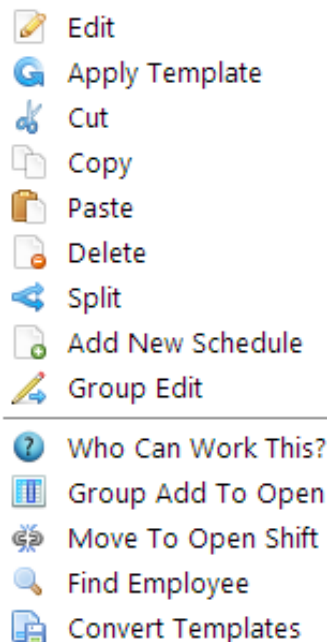 Edit
Apply Template
Cut
Copy
Paste
Delete
Split
Add New Schedule
Group Edit
Who Can Work This?
Group Add To Open
Move To Open Shift
Find Employee
Convert Templates